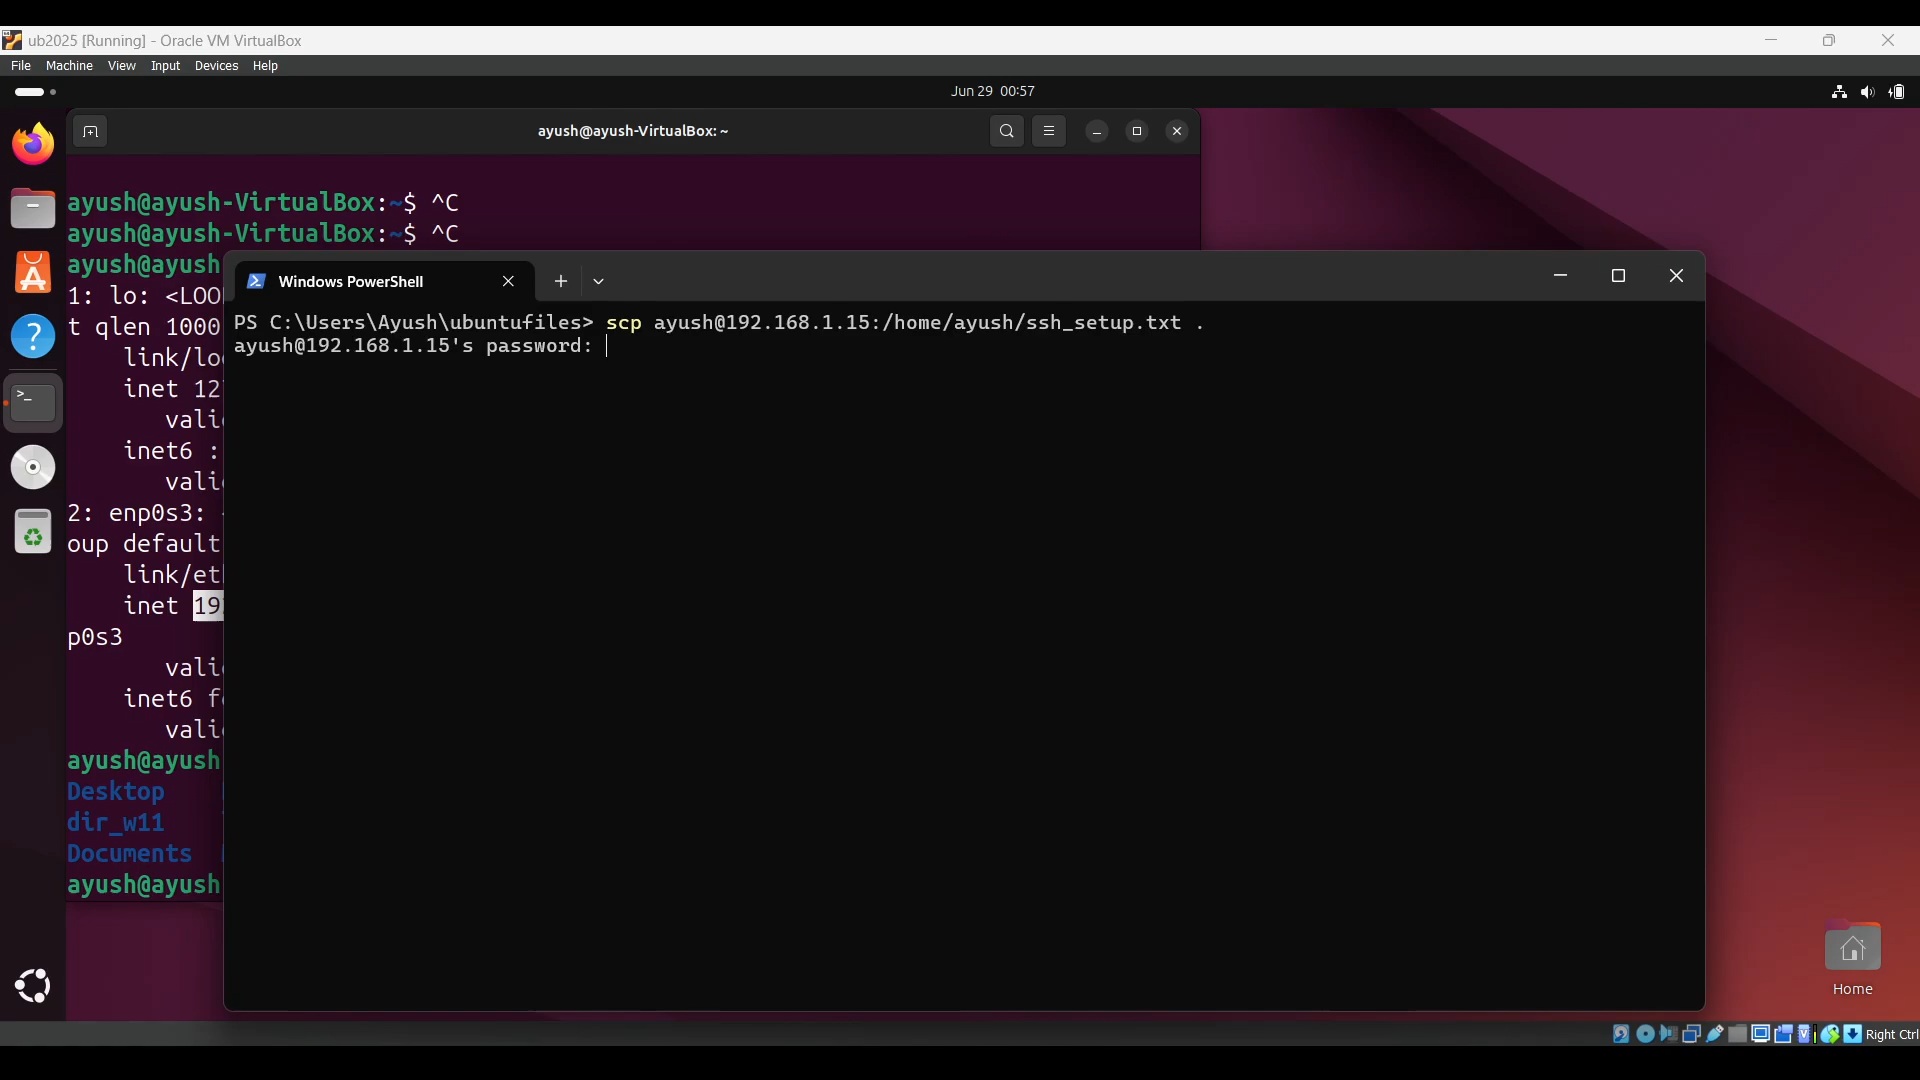 ub2025 [Running] - Oracle VM VirtualBox
File Machine View Input Devices Help
Jun 29 00:57
ayush@ayush-VirtualBox: ~
ayush@ayush-VirtualBox:~$ ^C
ayush@ayush-VirtualBox:~$ ^C
ayush@ayush
1: lo: <LOO
t qlen 1000
link/lo
inet 12
vali
inet6 :
vali
2: enp0s3:
oup default
link/et
inet 19
p0s3
vali
inet6 f
vali
ayush@ayush
Desktop
dir_w11
Documents
ayush@ayush
Windows PowerShell
PS C:\Users\Ayush\ubuntufiles> scp ayush@192.168.1.15:/home/ayush/ssh_setup.txt .
ayush@192.168.1.15's password:
Home
Right Ctrl